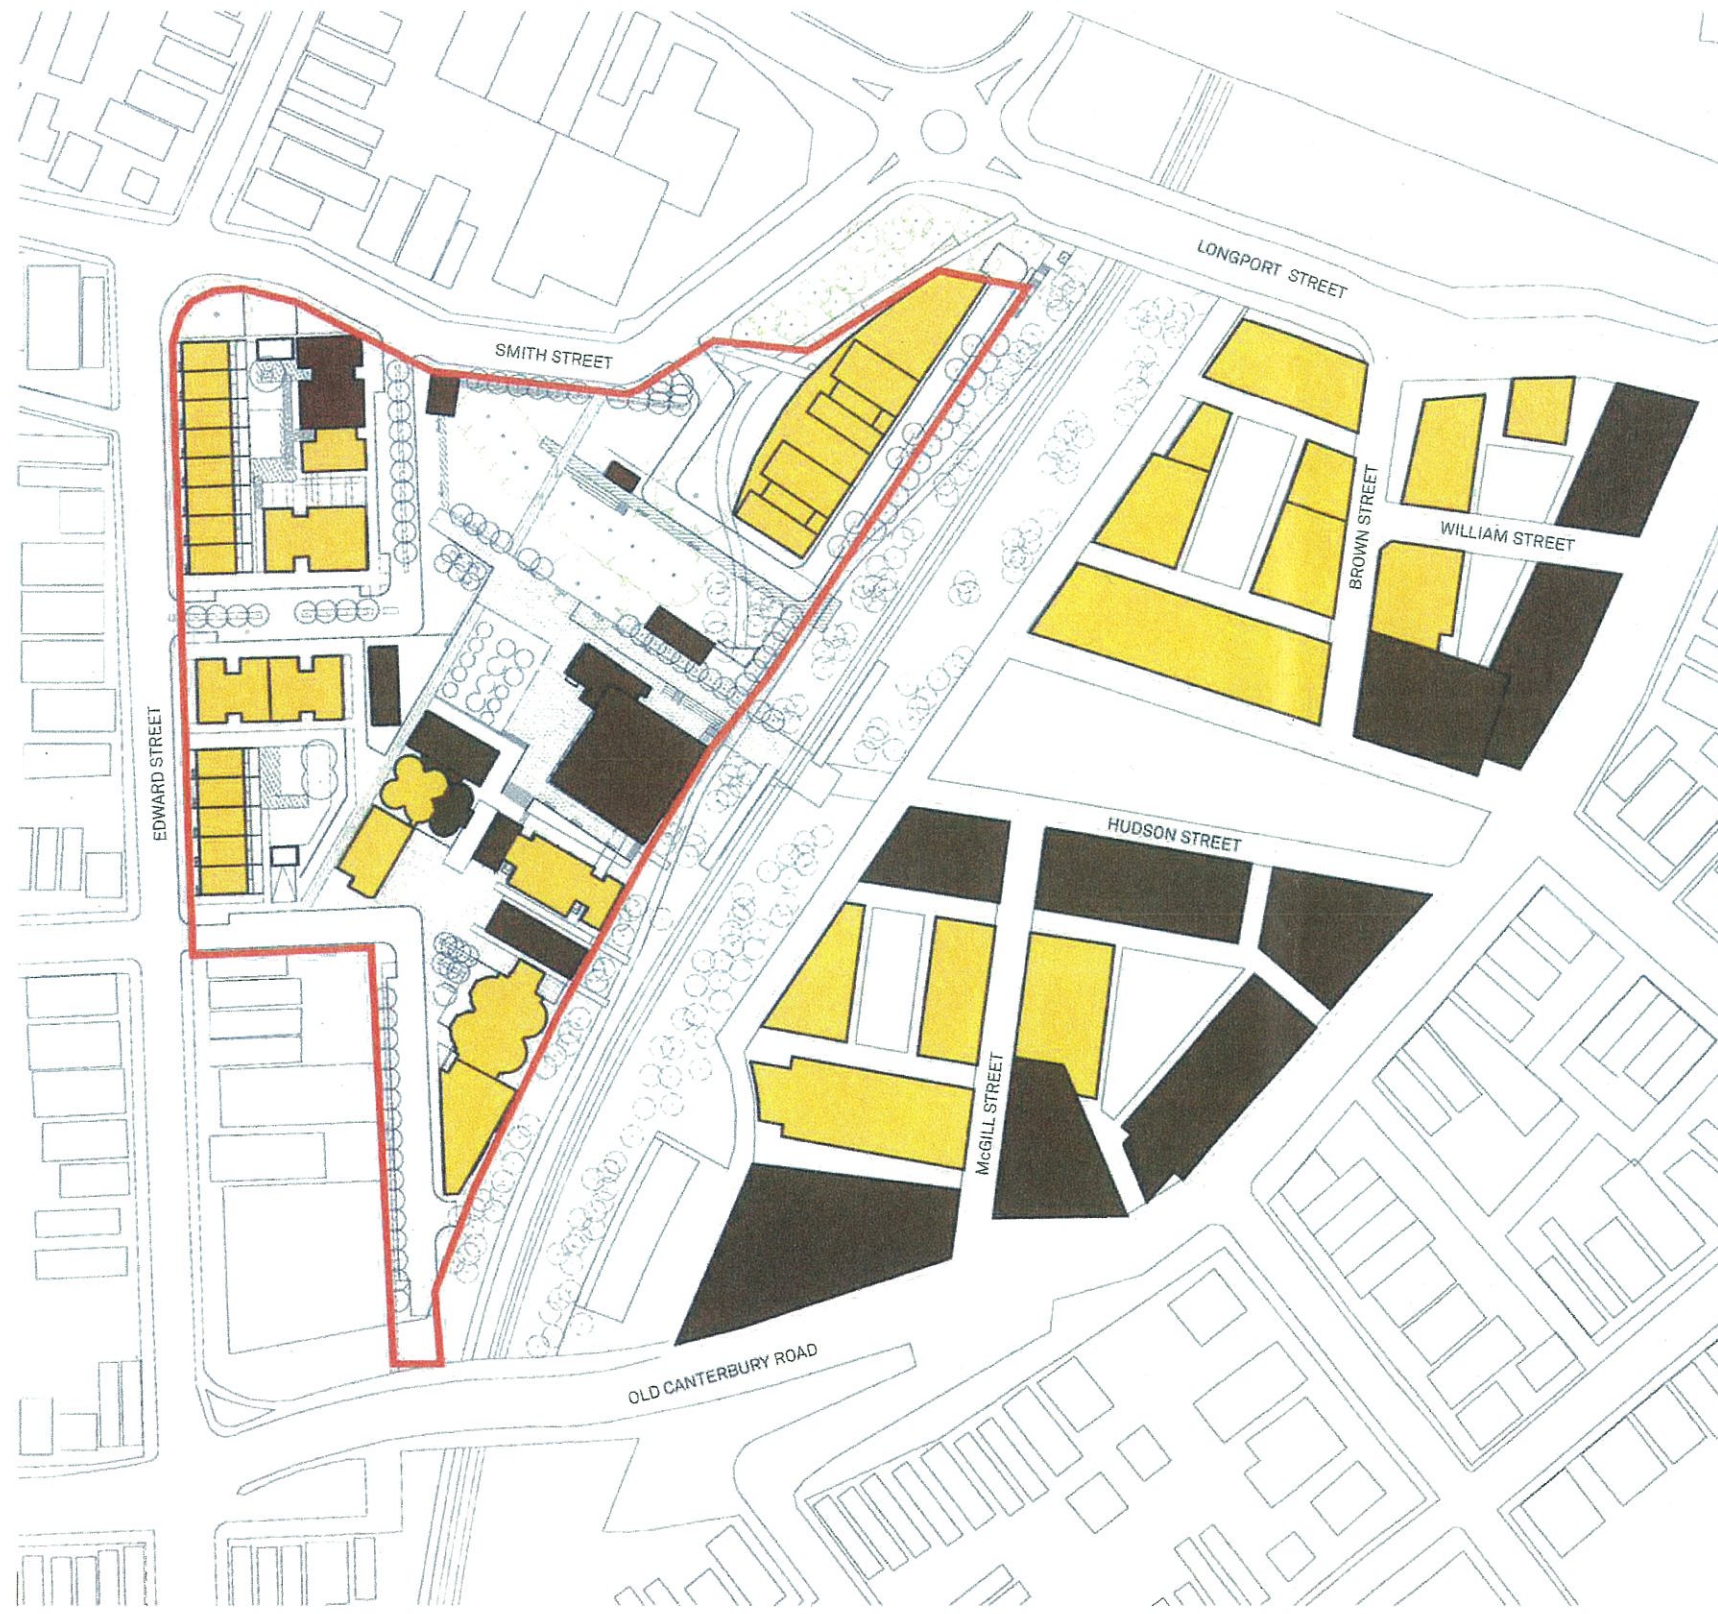 LONGPORT STREET
SMITH STREET
BROWN STREET
WILLIAM STREET
EDWARD STREET
HUDSON STREET
McGILL STREET
OLD CANTERBURY ROAD